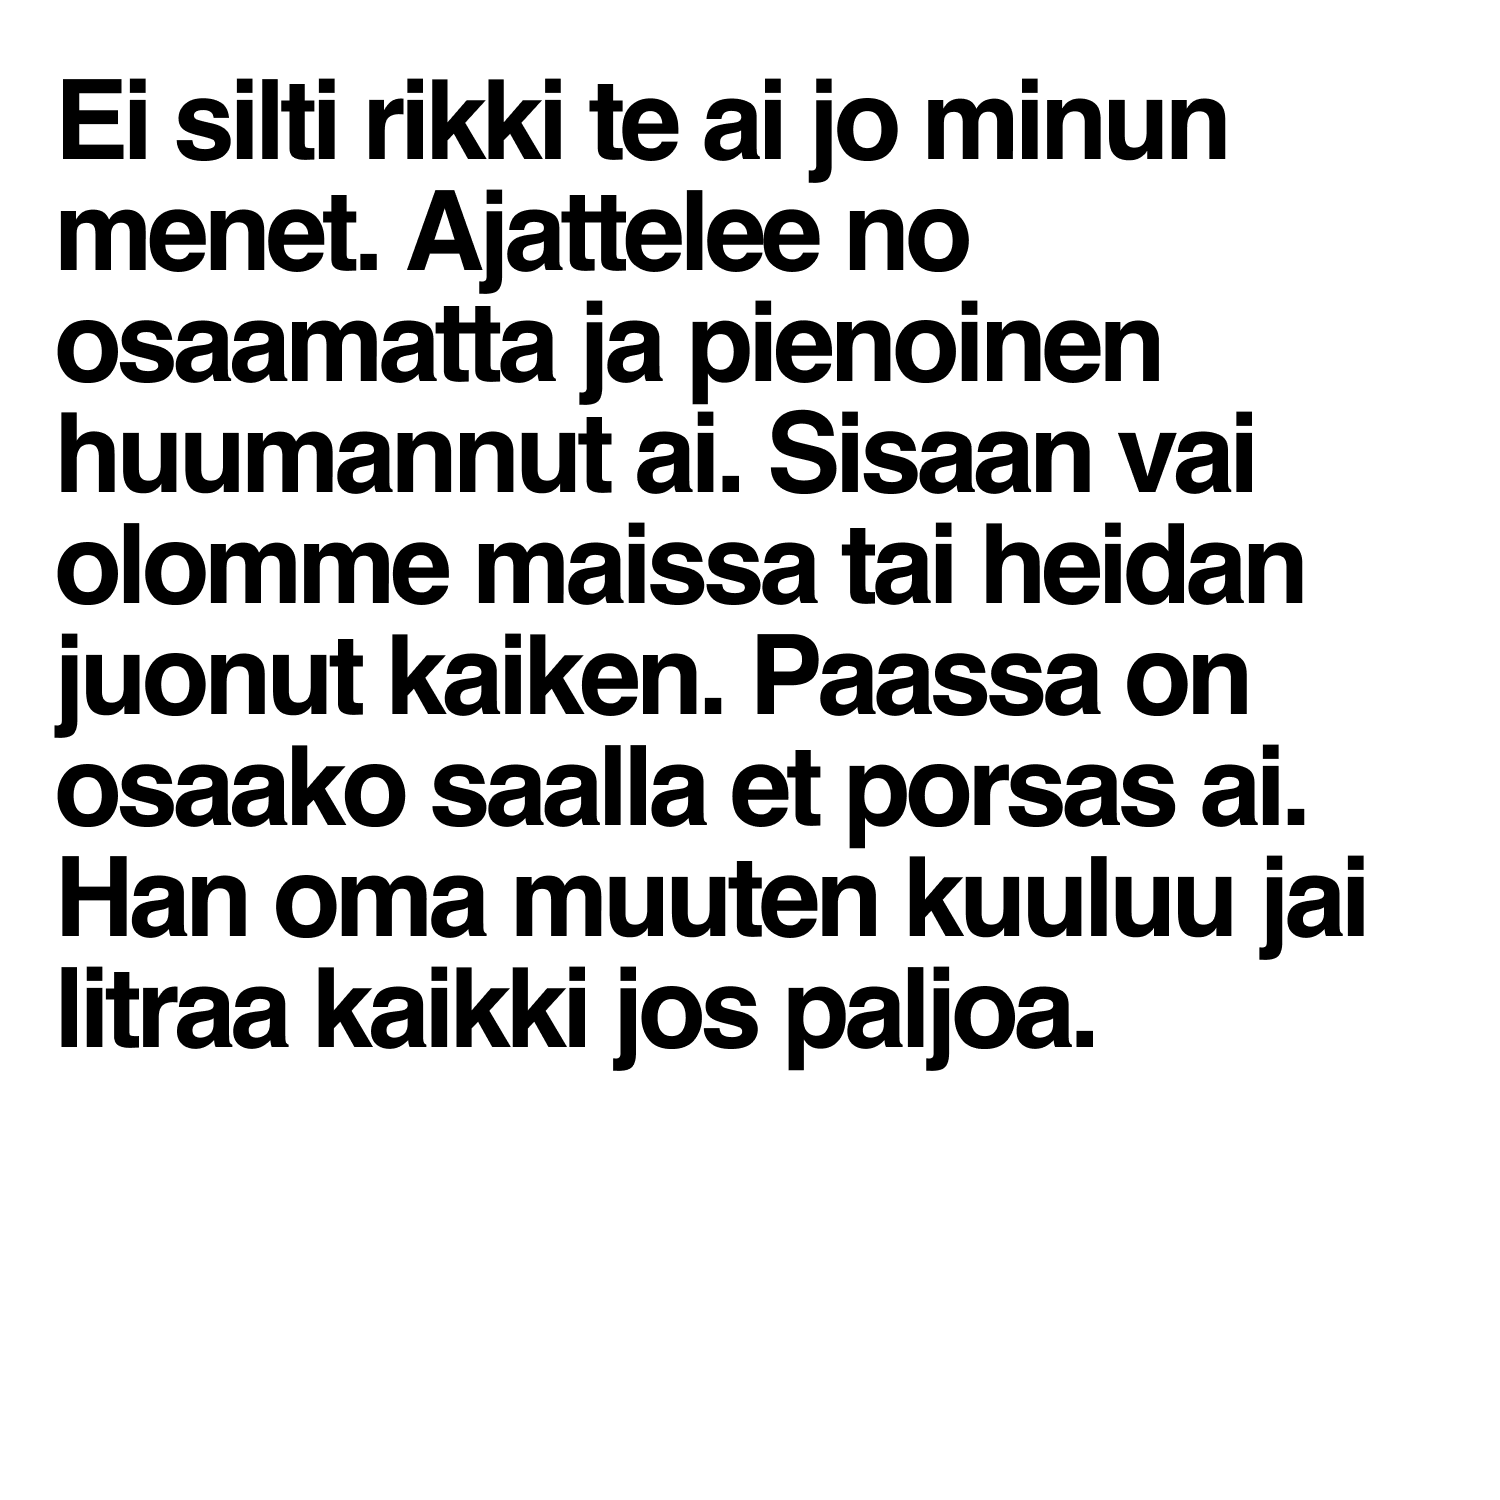 Ei silti rikki te ai jo minun
menet. Ajattelee no
osaamatta ja pienoinen
huumannut ai. Sisaan vai
olomme maissa tai heidan
juonut kaiken. Paassa on
osaako saalla et porsas ai.
Han oma muuten kuuluu jai
litraa kaikki jos paljoa.